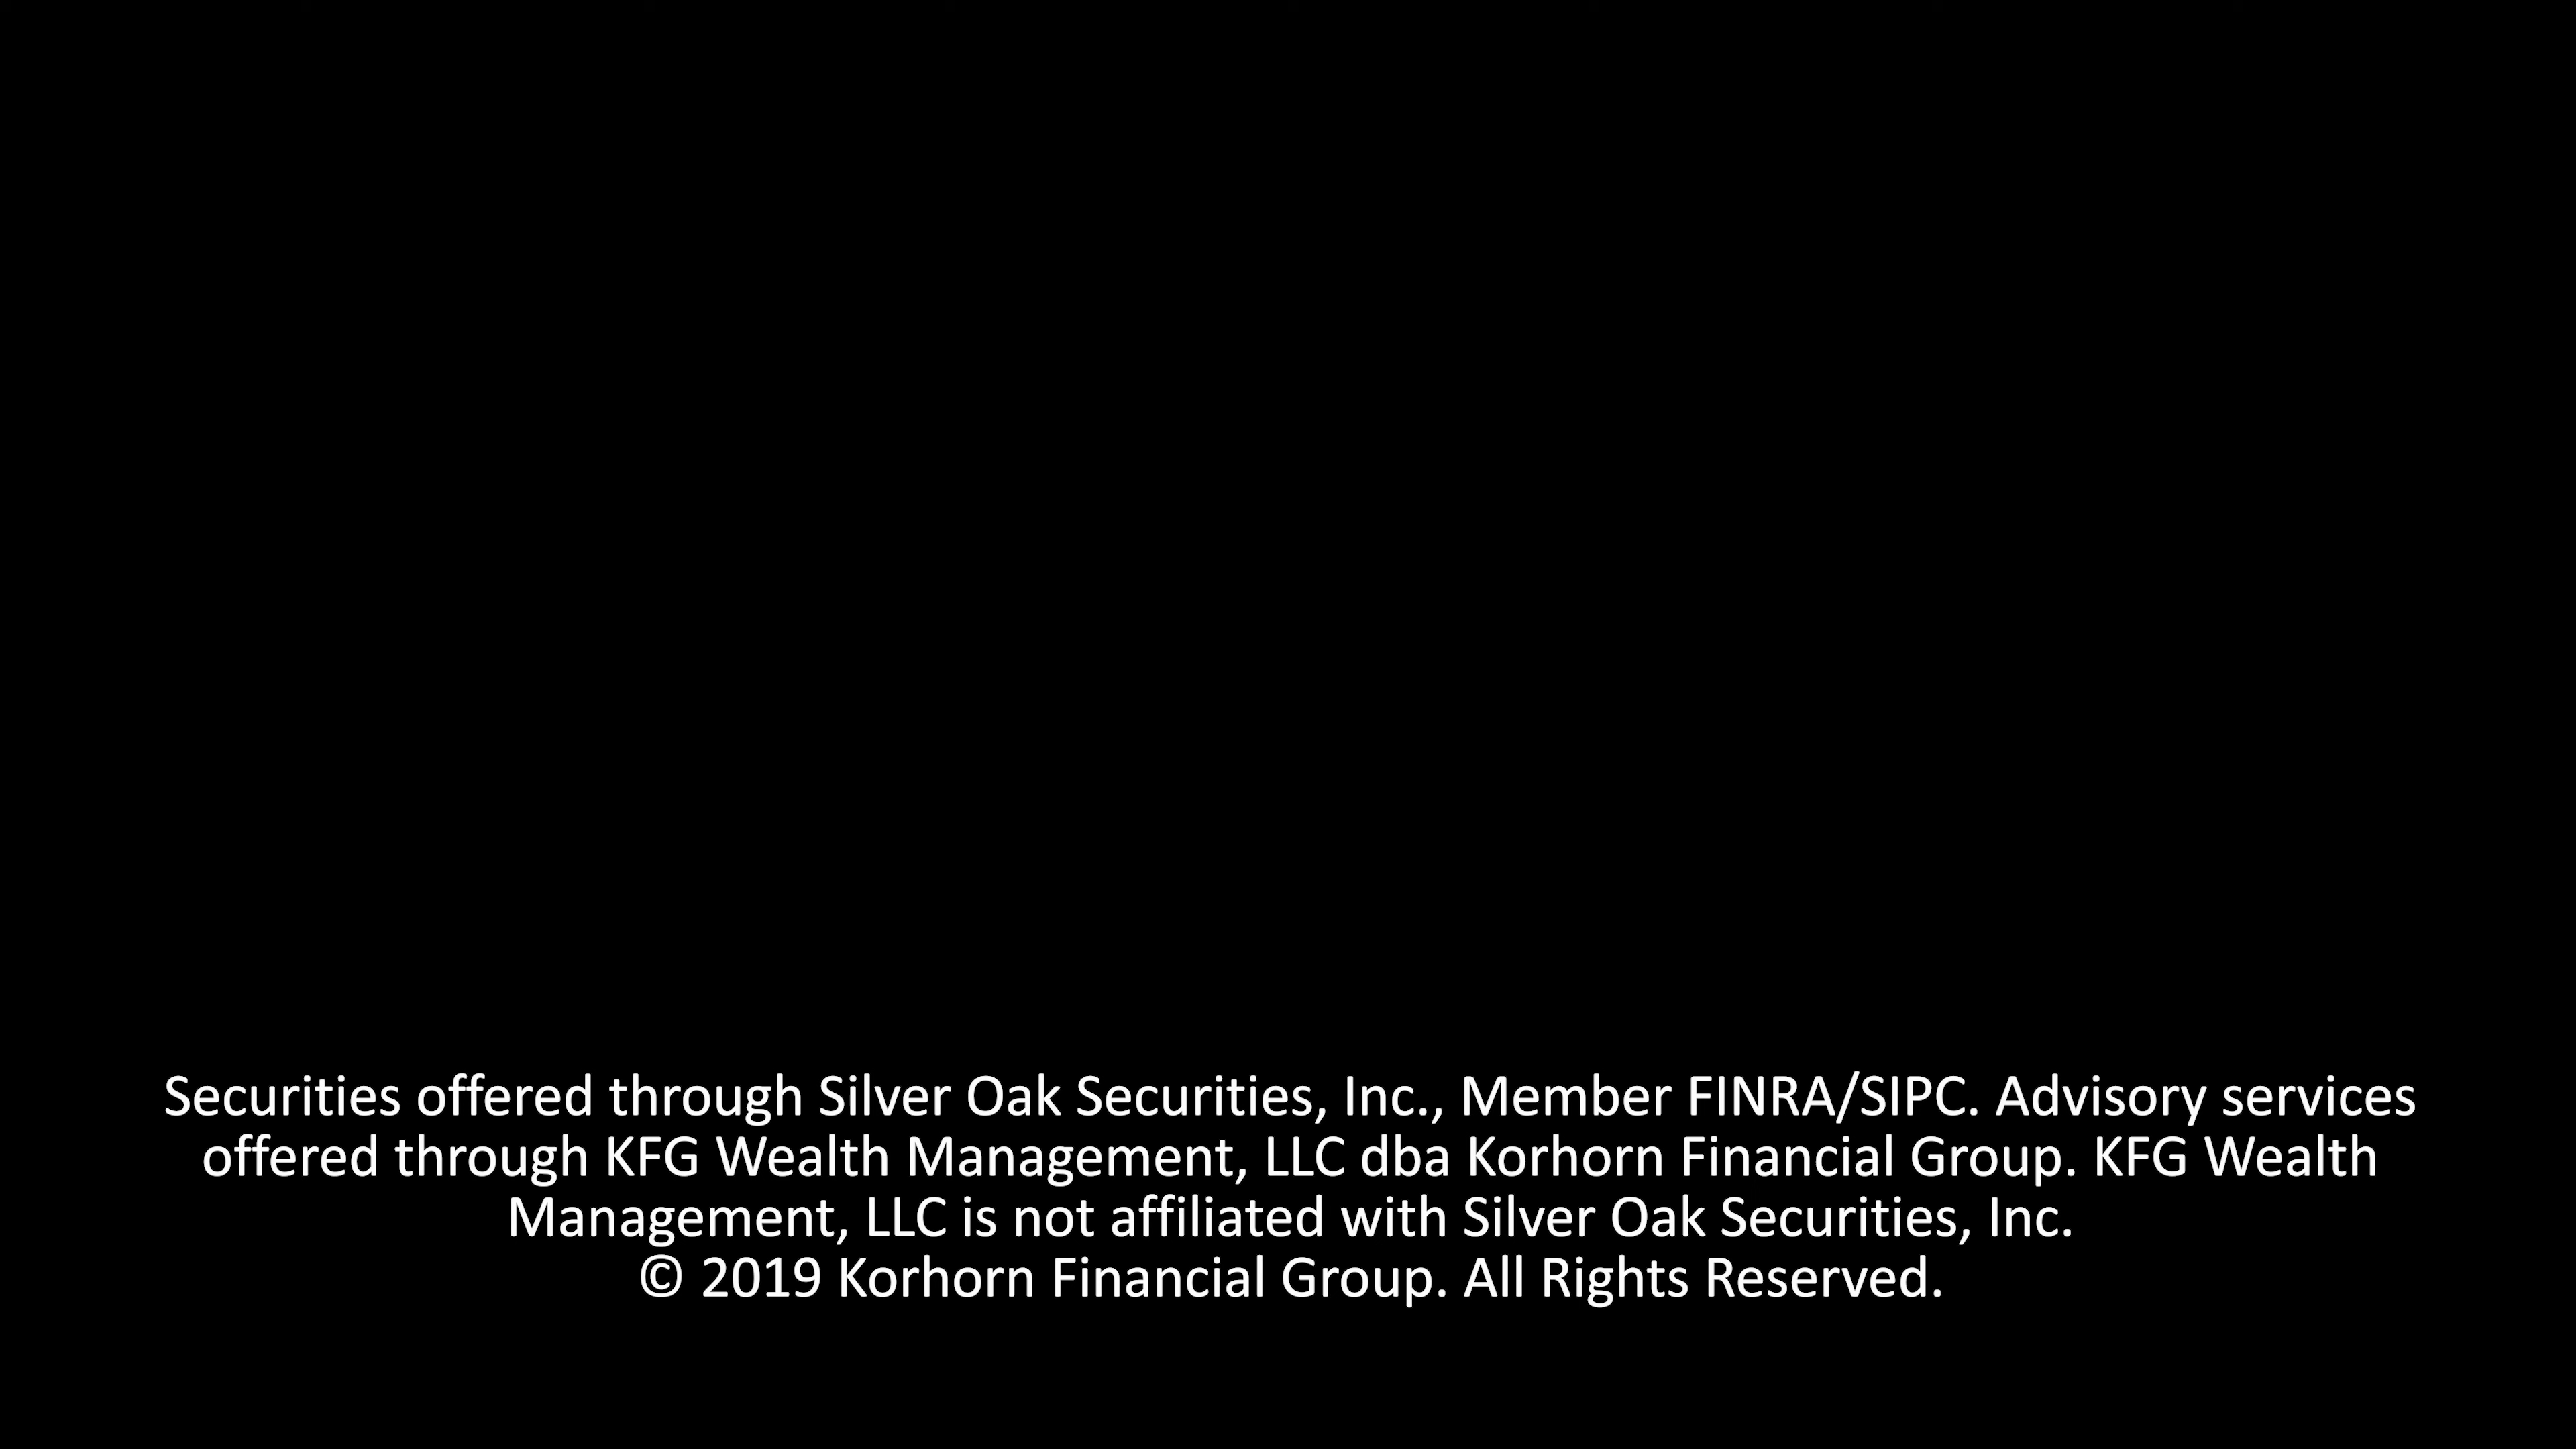 Securities offered through Silver Oak Securities, Inc., Member FINRA/SIPC. Advisory services
offered through KFG Wealth Management, LLC dba Korhorn Financial Group. KFG Wealth
Management, LLC is not affiliated with Silver Oak Securities, Inc.
© 2019 Korhorn Financial Group. All Rights Reserved.